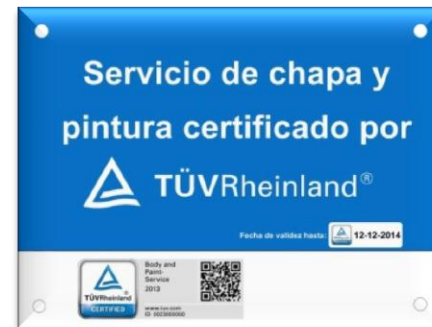 Servicio de chapa y
pintura certificado por
TÜVRheinland®
Fecha de validez hasta: 12-12-2014
Body and
Paint-
Service
2013
TÜVRheinland
CERTIFIED
www.tuv.com